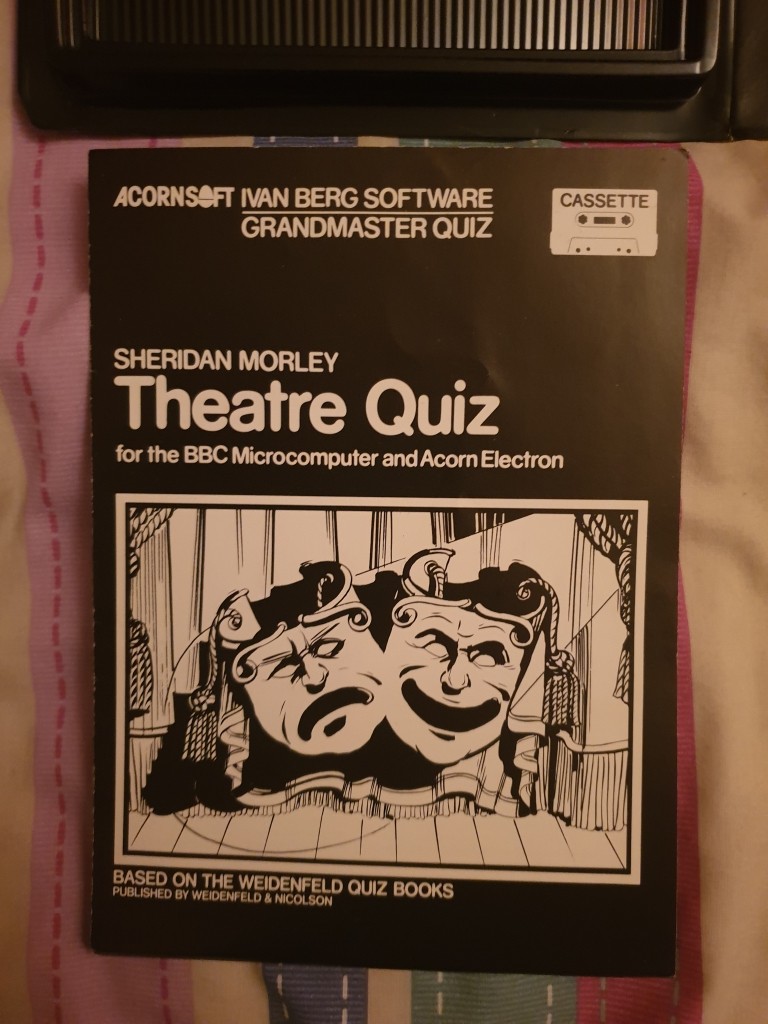 ACORNSOFT IVAN BERG SOFTWARE
GRANDMASTER QUIZ
CASSETTE
SHERIDAN MORLEY
Theatre Quiz
for the BBC Microcomputer and Acorn Electron
BASED ON THE WEIDENFELD QUIZ BOOKS
PUBLISHED BY WEIDENFELD & NICOLSON